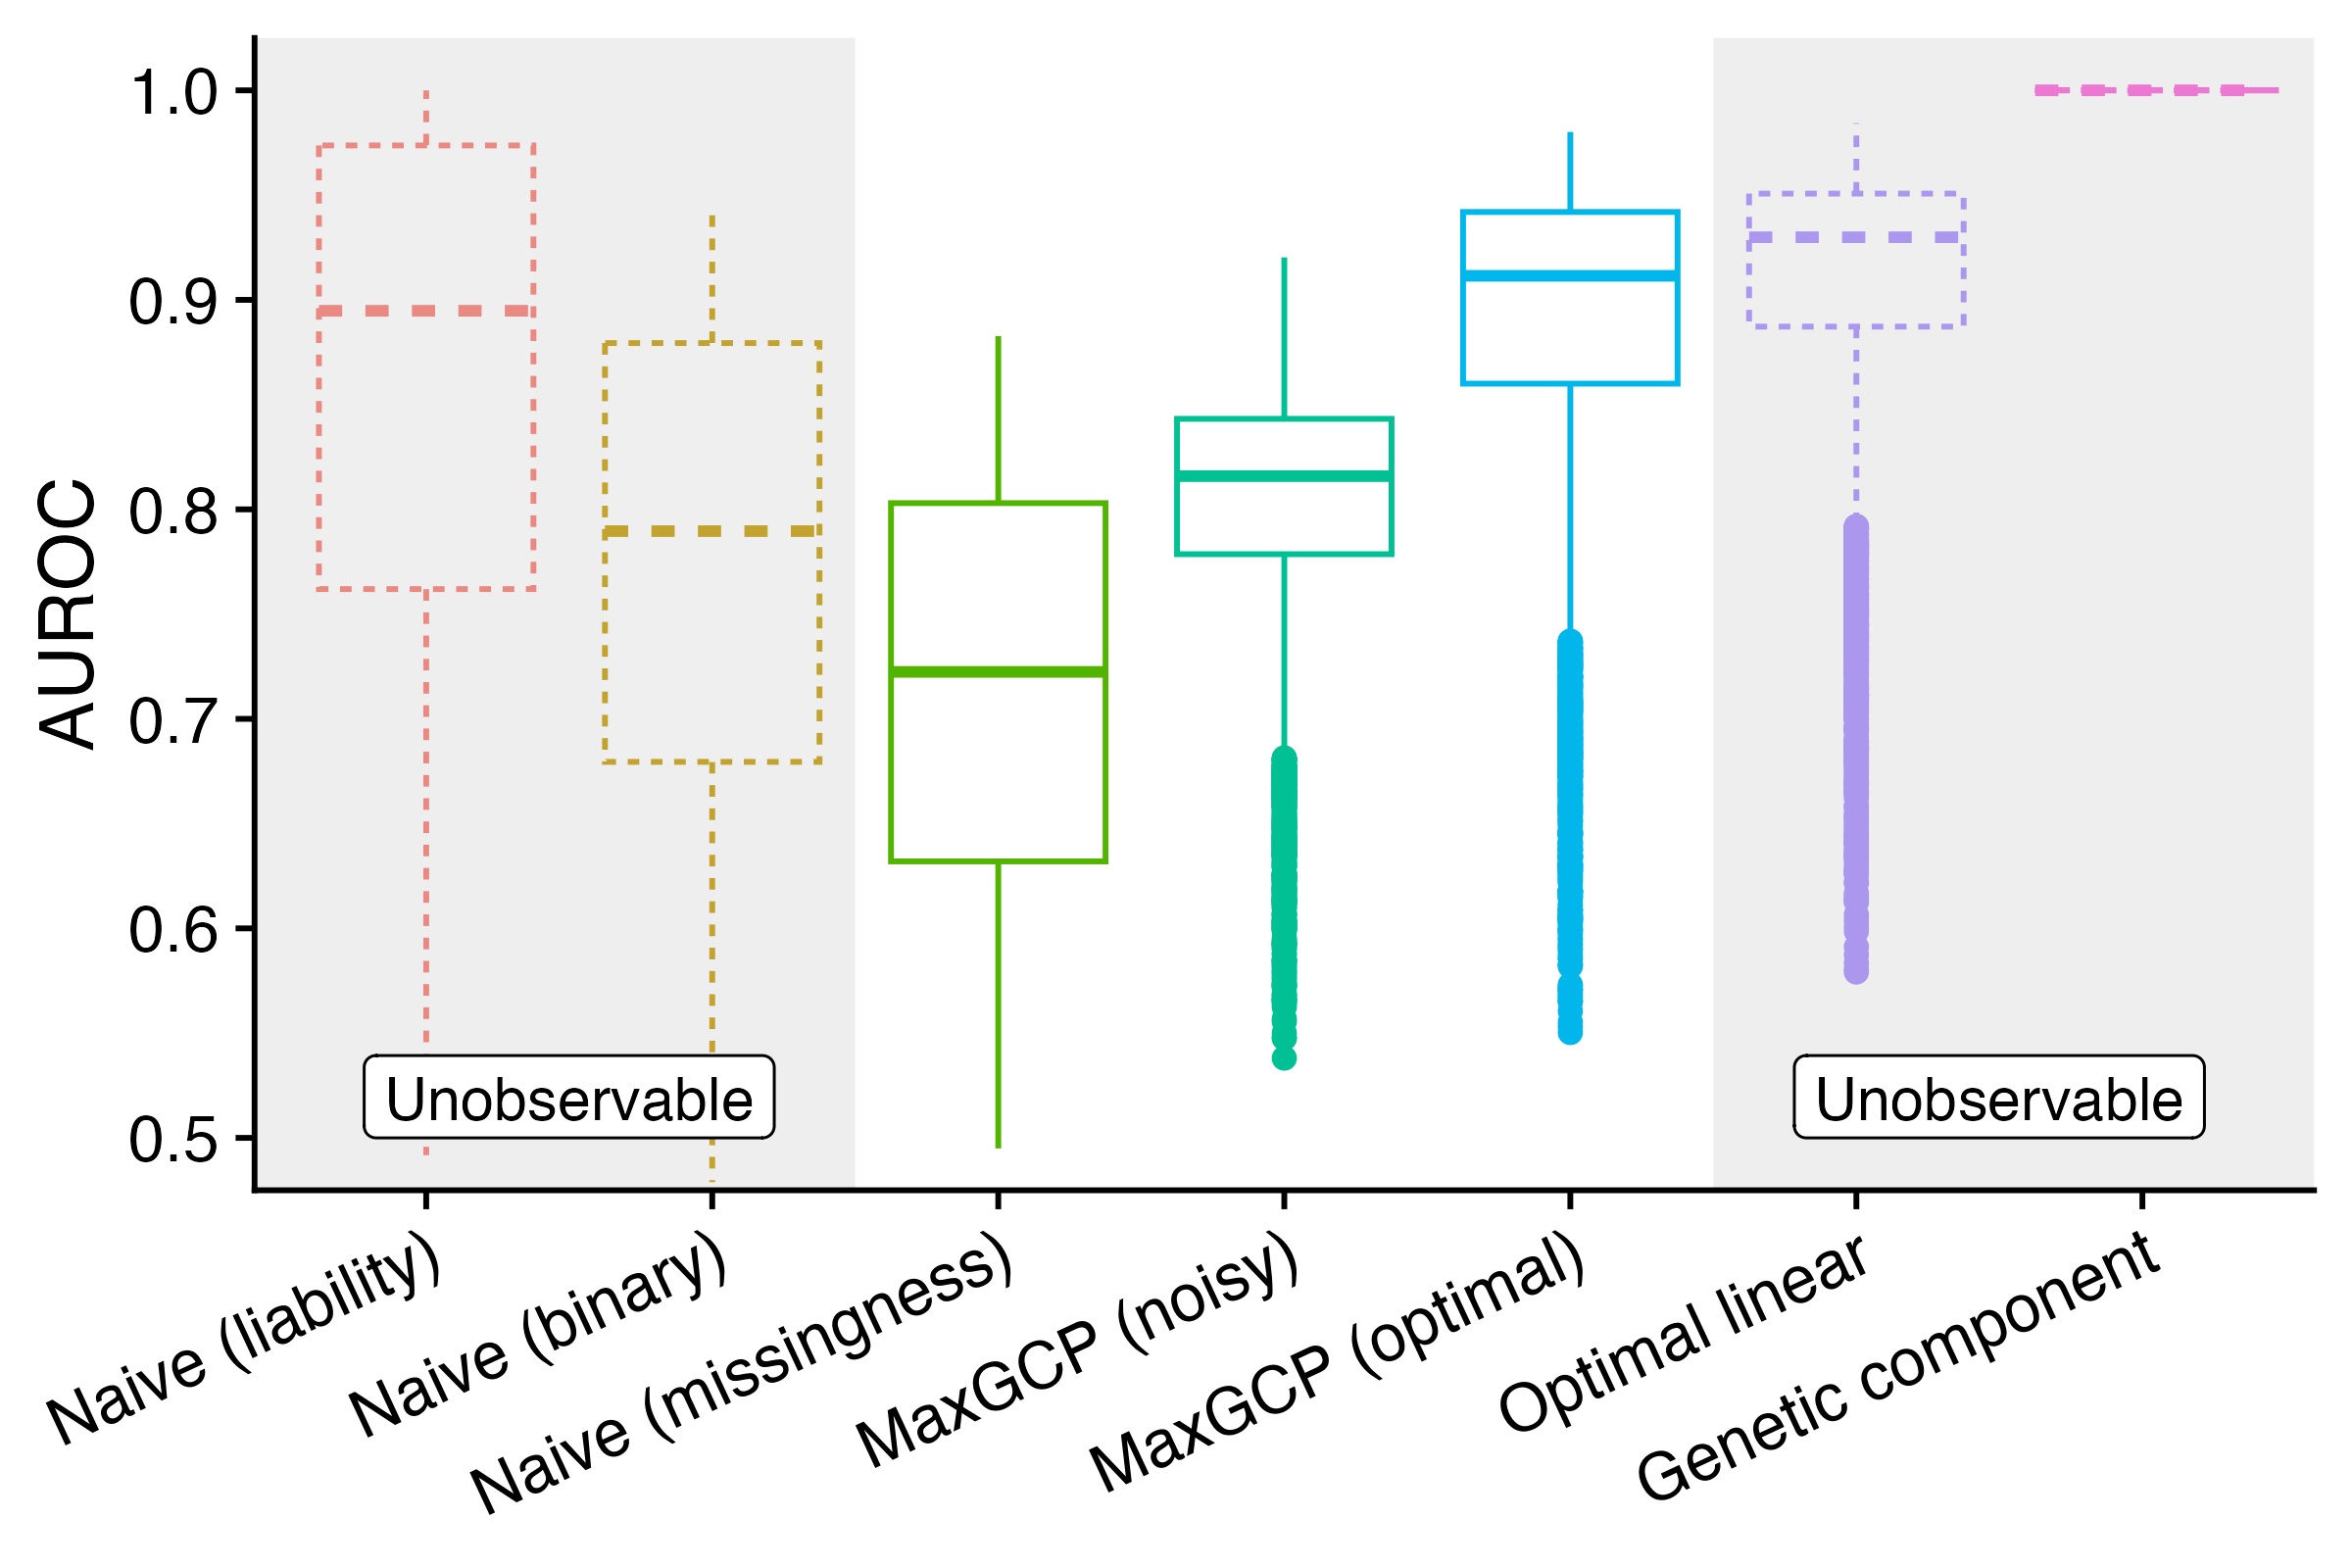 AUROC
1.0
0.9
0.8
0.7
0.6
0.5
Unobservable
Unobservable
Naive (liability)
Naive (binary)
Naive (missingness)
MaxGCP (noisy)
MaxGCP (optimal)
Optimal linear
Genetic component